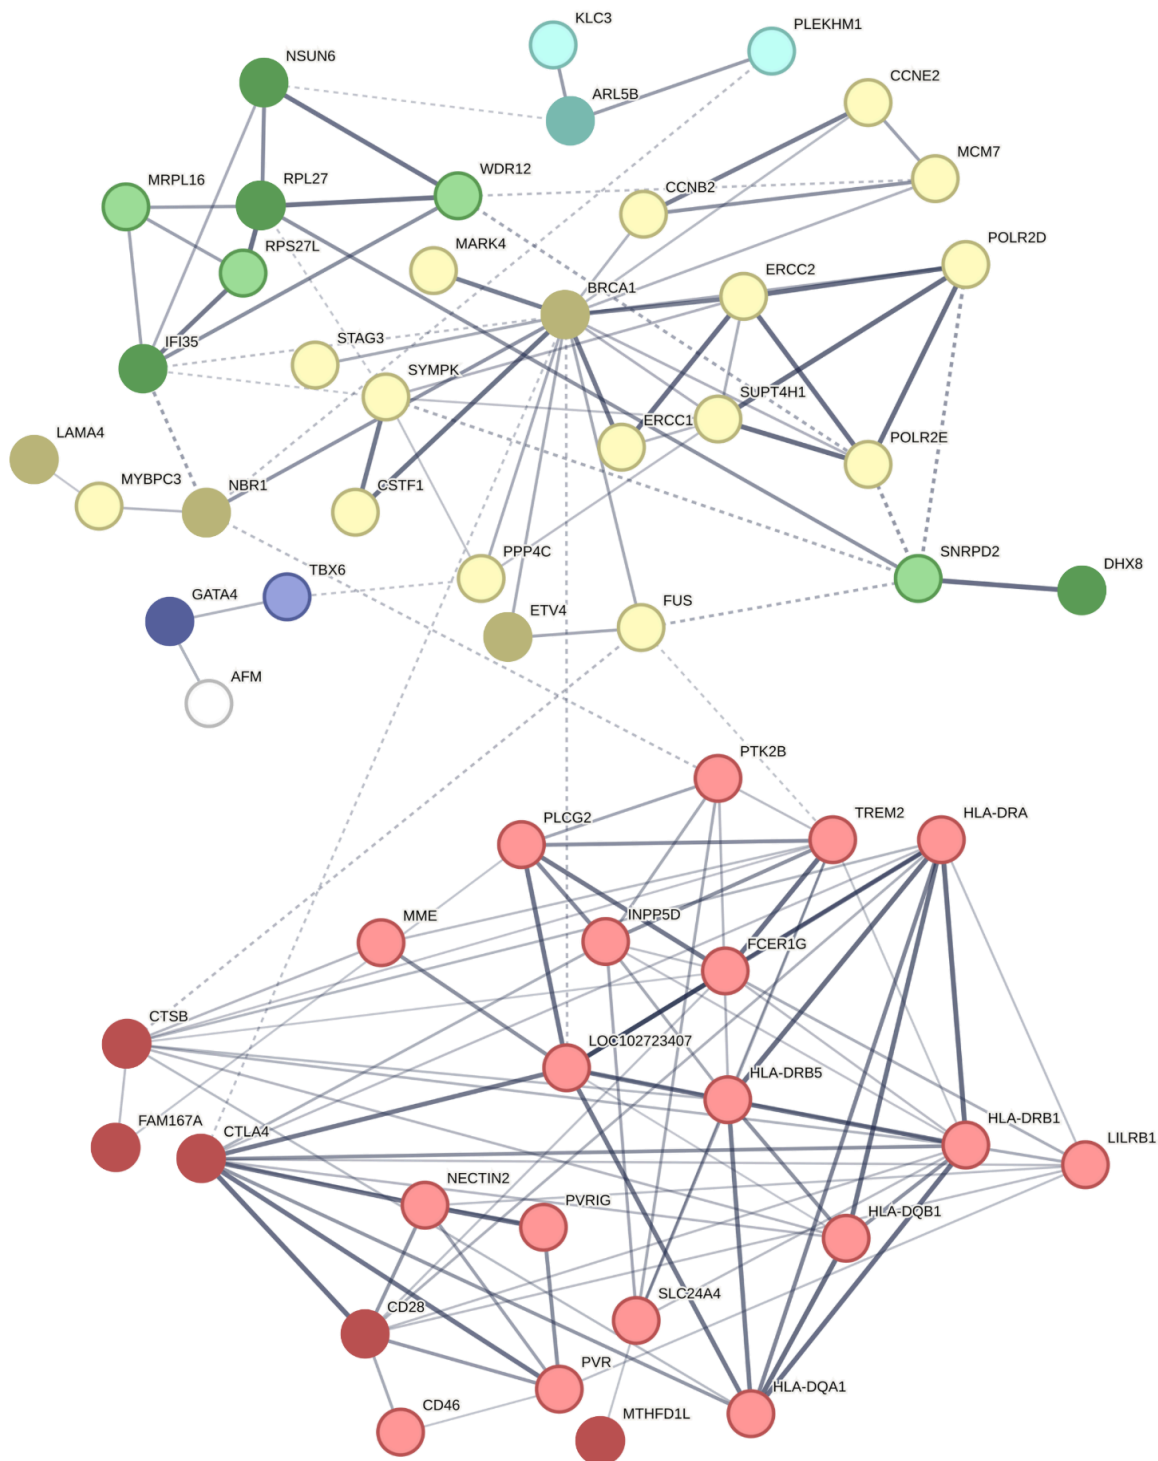 KLC3
PLEKHM1
NSUN6
CCNE2
ARL5B
MCM7
WDR12
MRPL16
RPL27
CCNB2
POLR2D
RPS27L
MARK4
ERCC2
BRCA1
IFI35
STAG3
SYMPK
SUPT4H1
ERCC1
LAMA4
POLR2E
MYBPC3
NBR1
CSTF1
PPP4C
SNRPD2
DHX8
TBX6
GATA4
ETV4
FUS
AFM
PTK2B
PLCG2
TREM2
HLA-DRA
MME
INPP5D
FCER1G
CTSB
LOC102723407
HLA-DRB5
FAM167A
CTLA4
HLA-DRB1
LILRB1
NECTIN2
PVRIG
HLA-DQB1
SLC24A4
CD28
PVR
HLA-DQA1
CD46
MTHFD1L